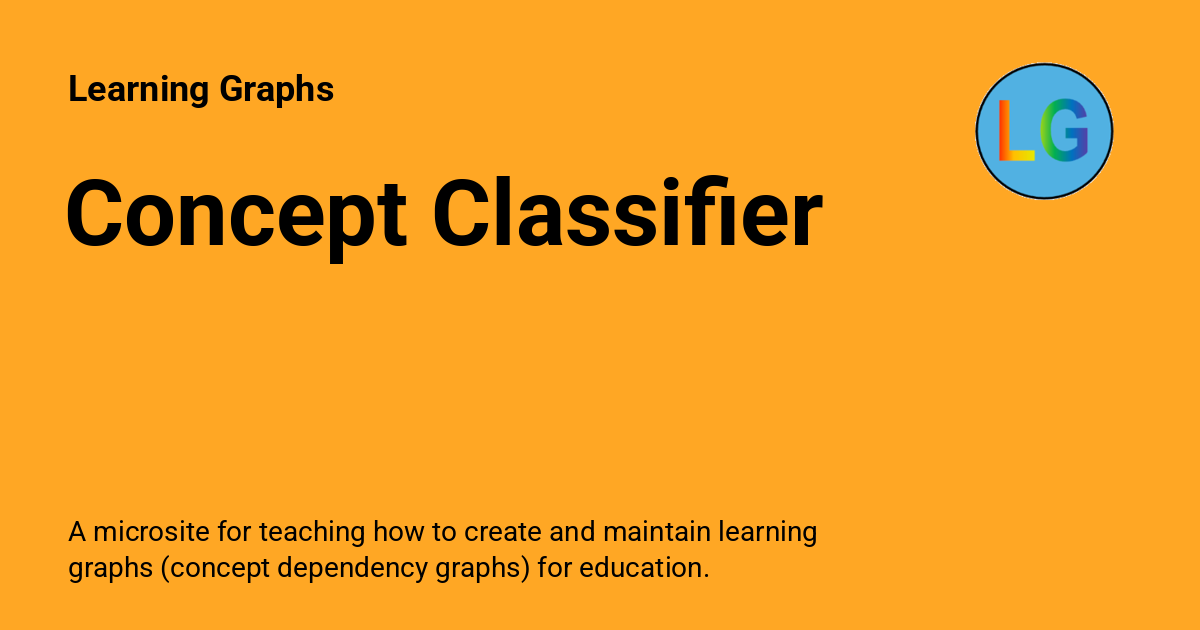 Learning Graphs
LG
Concept Classifier
A microsite for teaching how to create and maintain learning
graphs (concept dependency graphs) for education.